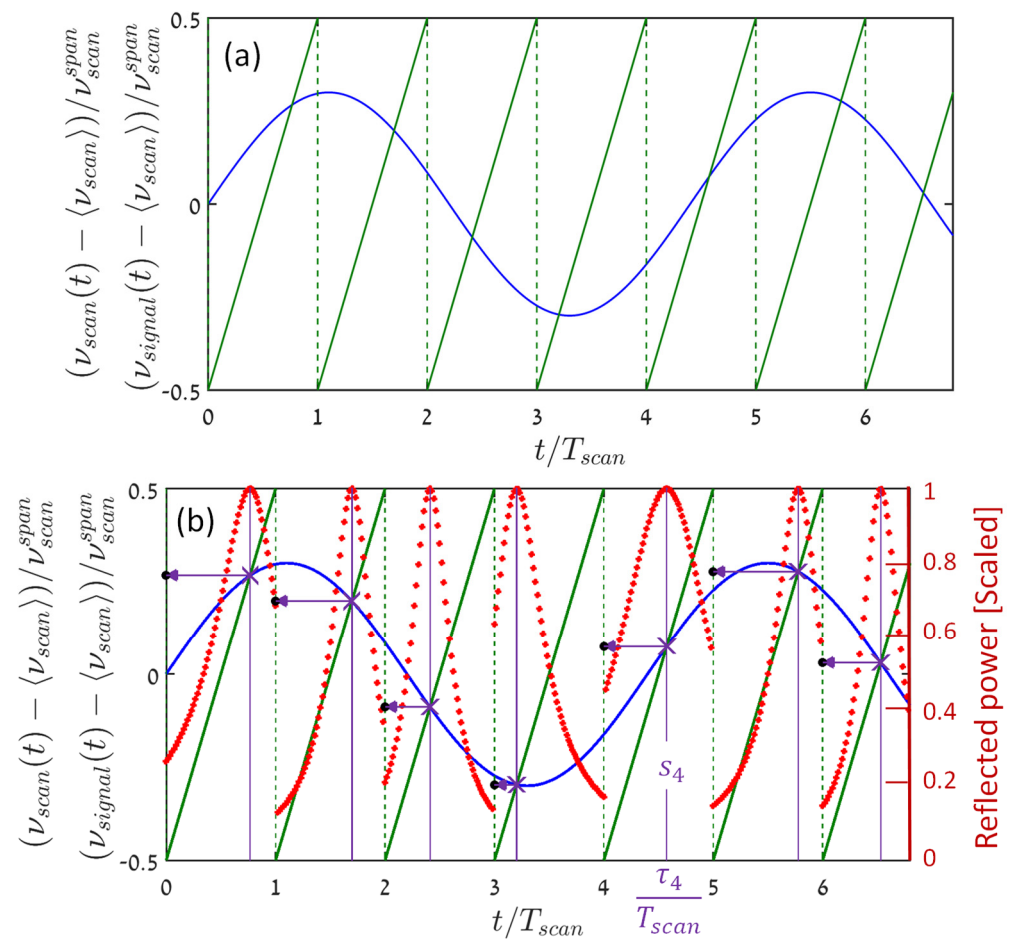 (a)
(ν_scan(t) − ⟨ν_scan⟩)/ν_scan^span
(ν_signal(t) − ⟨ν_scan⟩)/ν_scan^span
0.5
0
-0.5
0 1 2 3 4 5 6
t/T_scan
(b)
(ν_scan(t) − ⟨ν_scan⟩)/ν_scan^span
(ν_signal(t) − ⟨ν_scan⟩)/ν_scan^span
0.5
0
-0.5
1
0.8
0.6
0.4
0.2
0
Reflected power [Scaled]
s_4
0 1 2 3 4 5 6
τ_4/T_scan
t/T_scan